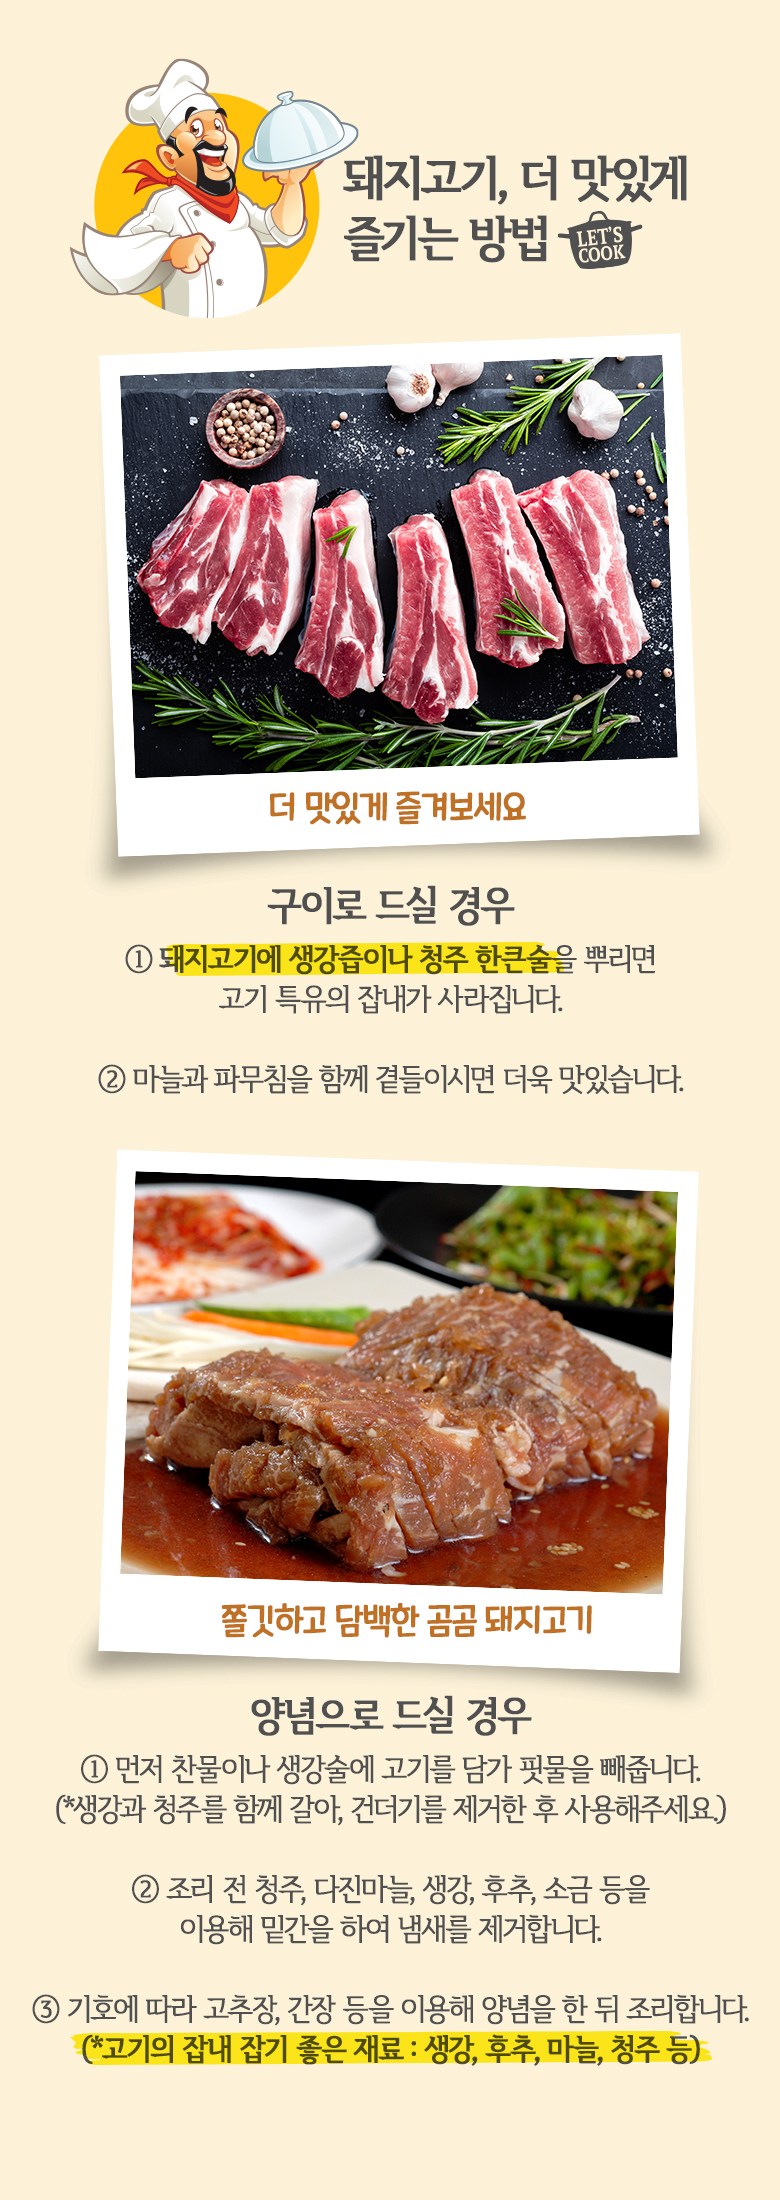 돼지고기, 더 맛있게
즐기는 방법
LET'S
COOK
더 맛있게 즐겨보세요
구이로 드실 경우
① 돼지고기에 생강즙이나 청주 한큰술을 뿌리면
고기 특유의 잡내가 사라집니다.
② 마늘과 파무침을 함께 곁들이시면 더욱 맛있습니다.
쫄깃하고 담백한 곰곰 돼지고기
양념으로 드실 경우
① 먼저 찬물이나 생강술에 고기를 담가 핏물을 빼줍니다.
(*생강과 청주를 함께 갈아, 건더기를 제거한 후 사용해주세요.)
② 조리 전 청주, 다진마늘, 생강, 후추, 소금 등을
이용해 밑간을 하여 냄새를 제거합니다.
③ 기호에 따라 고추장, 간장 등을 이용해 양념을 한 뒤 조리합니다.
(*고기의 잡내 잡기 좋은 재료 : 생강, 후추, 마늘, 청주 등)